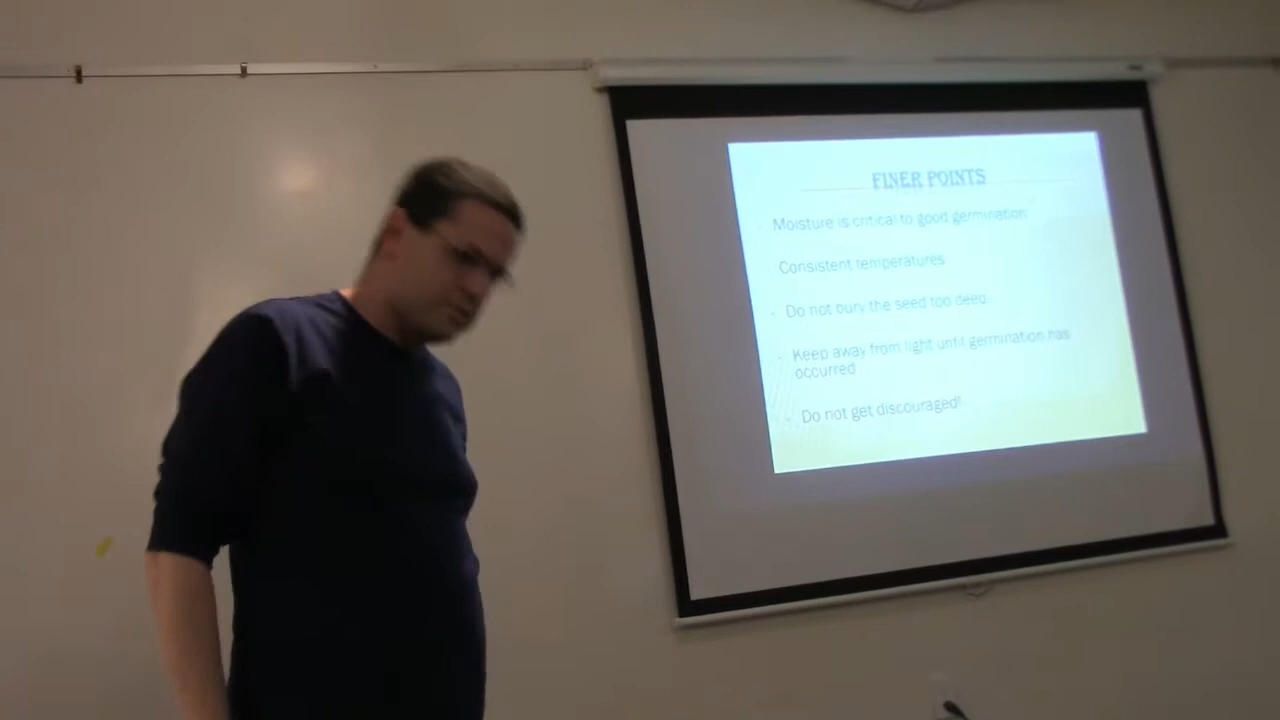 FINER POINTS
Moisture is critical to good germination
Consistent temperatures
Do not bury the seed too deep
Keep away from light until germination has
occurred
Do not get discouraged!